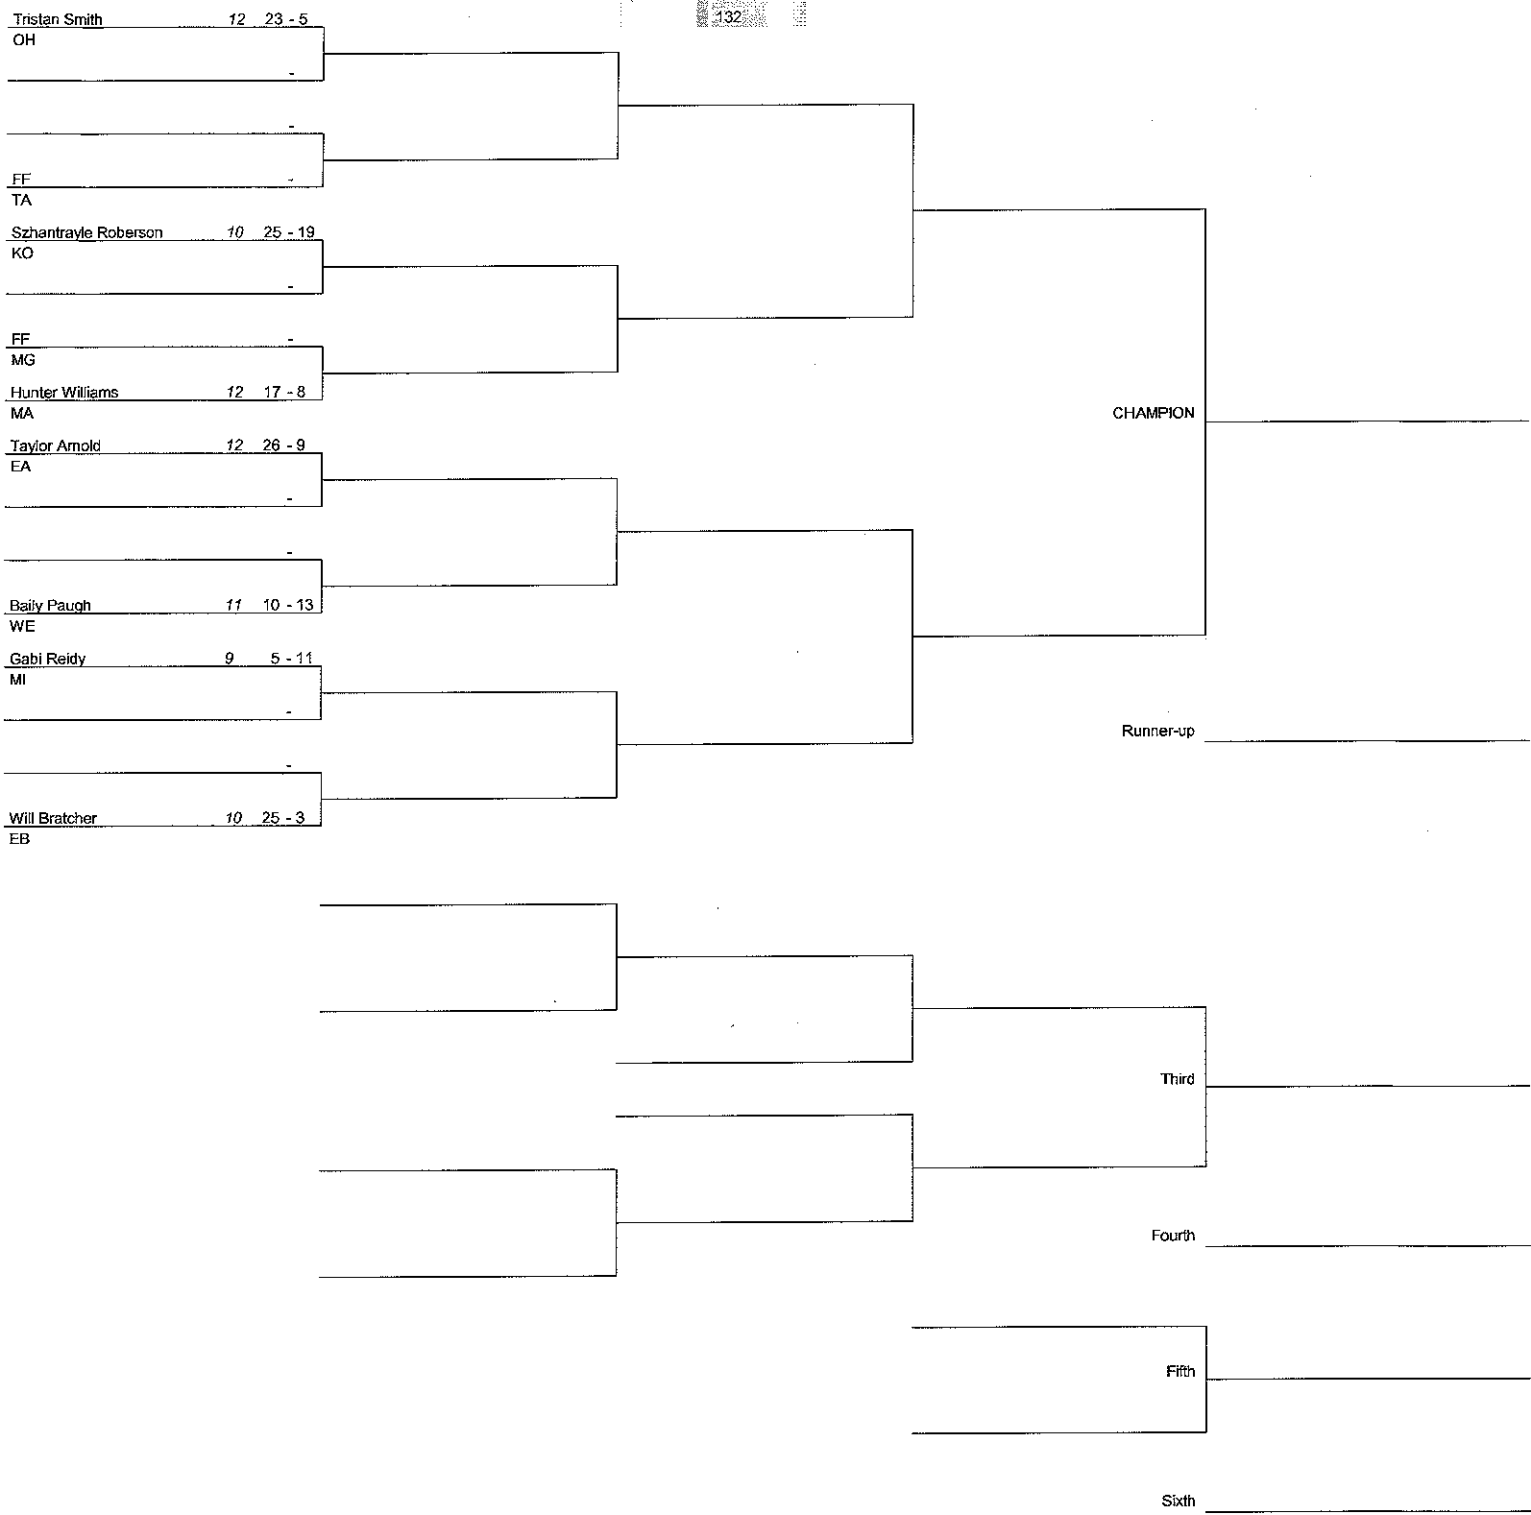 132
Tristan Smith 12 23 - 5
OH
-
-
FF -
TA
Szhantrayle Roberson 10 25 - 19
KO
-
FF -
MG
Hunter Williams 12 17 - 8
MA
Taylor Arnold 12 26 - 9
EA
-
-
Baily Paugh 11 10 - 13
WE
Gabi Reidy 9 5 - 11
MI
-
-
Will Bratcher 10 25 - 3
EB
CHAMPION
Runner-up
Third
Fourth
Fifth
Sixth